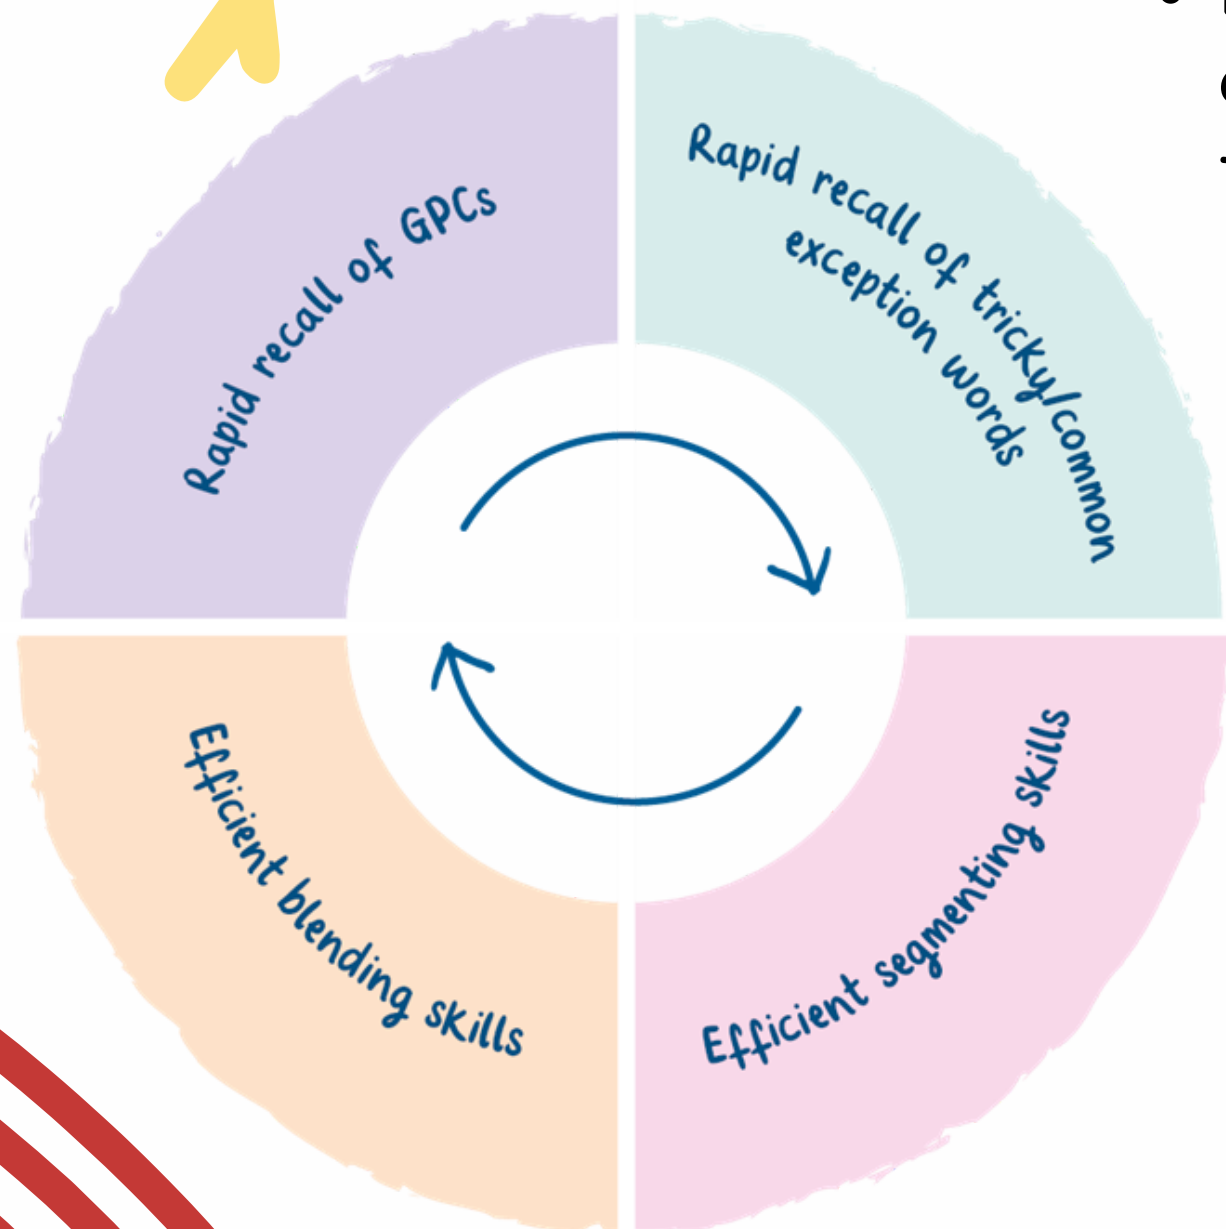 Rapid recall of GPCs
Rapid recall of tricky/common
exception words
Efficient blending skills
Efficient segmenting skills